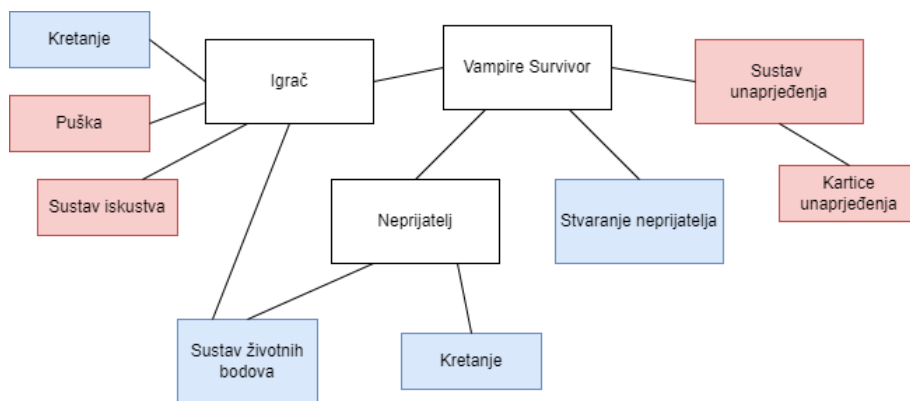 Kretanje
Igrač
Vampire Survivor
Sustav
unaprjeđenja
Puška
Sustav iskustva
Neprijatelj
Stvaranje neprijatelja
Kartice
unaprjeđenja
Sustav životnih
bodova
Kretanje